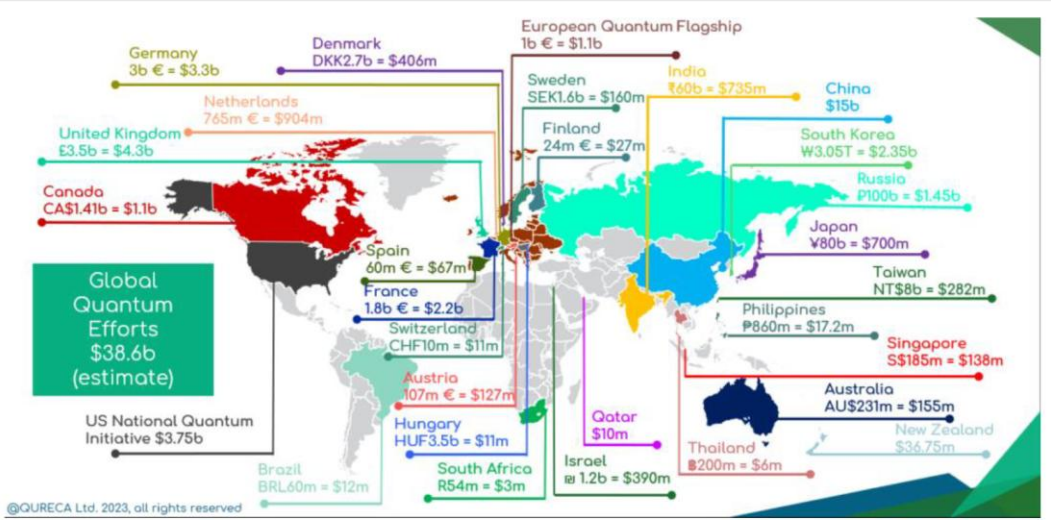 European Quantum Flagship
1b € = $1.1b
Germany
3b € = $3.3b
Denmark
DKK2.7b = $406m
Sweden
SEK1.6b = $160m
India
₹60b = $735m
China
$15b
Netherlands
765m € = $904m
Finland
24m € = $27m
United Kingdom
£3.5b = $4.3b
South Korea
₩3.05T = $2.35b
Russia
₽100b = $1.45b
Canada
CA$1.41b = $1.1b
Japan
¥80b = $700m
Spain
60m € = $67m
Taiwan
NT$8b = $282m
Global
Quantum
Efforts
$38.6b
(estimate)
France
1.8b € = $2.2b
Philippines
₱860m = $17.2m
Switzerland
CHF10m = $11m
Singapore
S$185m = $138m
Austria
107m € = $127m
Australia
AU$231m = $155m
US National Quantum
Initiative $3.75b
Hungary
HUF3.5b = $11m
Qatar
$10m
New Zealand
$36.75m
Thailand
฿200m = $6m
Brazil
BRL60m = $12m
South Africa
R54m = $3m
Israel
₪ 1.2b = $390m
@QURECA Ltd. 2023, all rights reserved